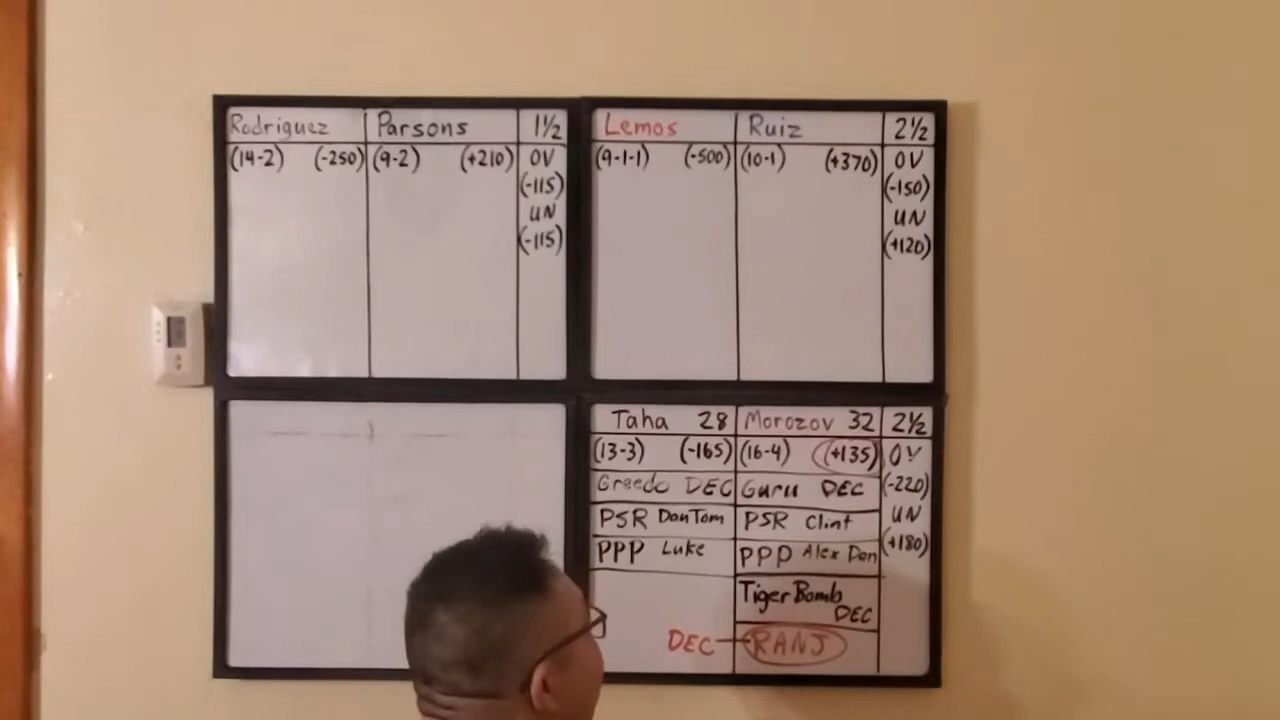 Rodriguez Parsons 1½
(14-2) (-250) (9-2) (+210) OV
(-115)
UN
(-115)
Lemos Ruiz 2½
(9-1-1) (-500) (10-1) (+370) OV
(-150)
UN
(+120)
Taha 28 Morozov 32 2½
(13-3) (-165) (16-4) (+135) OV
Greedo DEC Guru DEC (-220)
PSR Dan Tom PSR Clint UN
PPP Luke PPP Alex Dan (+180)
Tiger Bomb
DEC
DEC RANJ